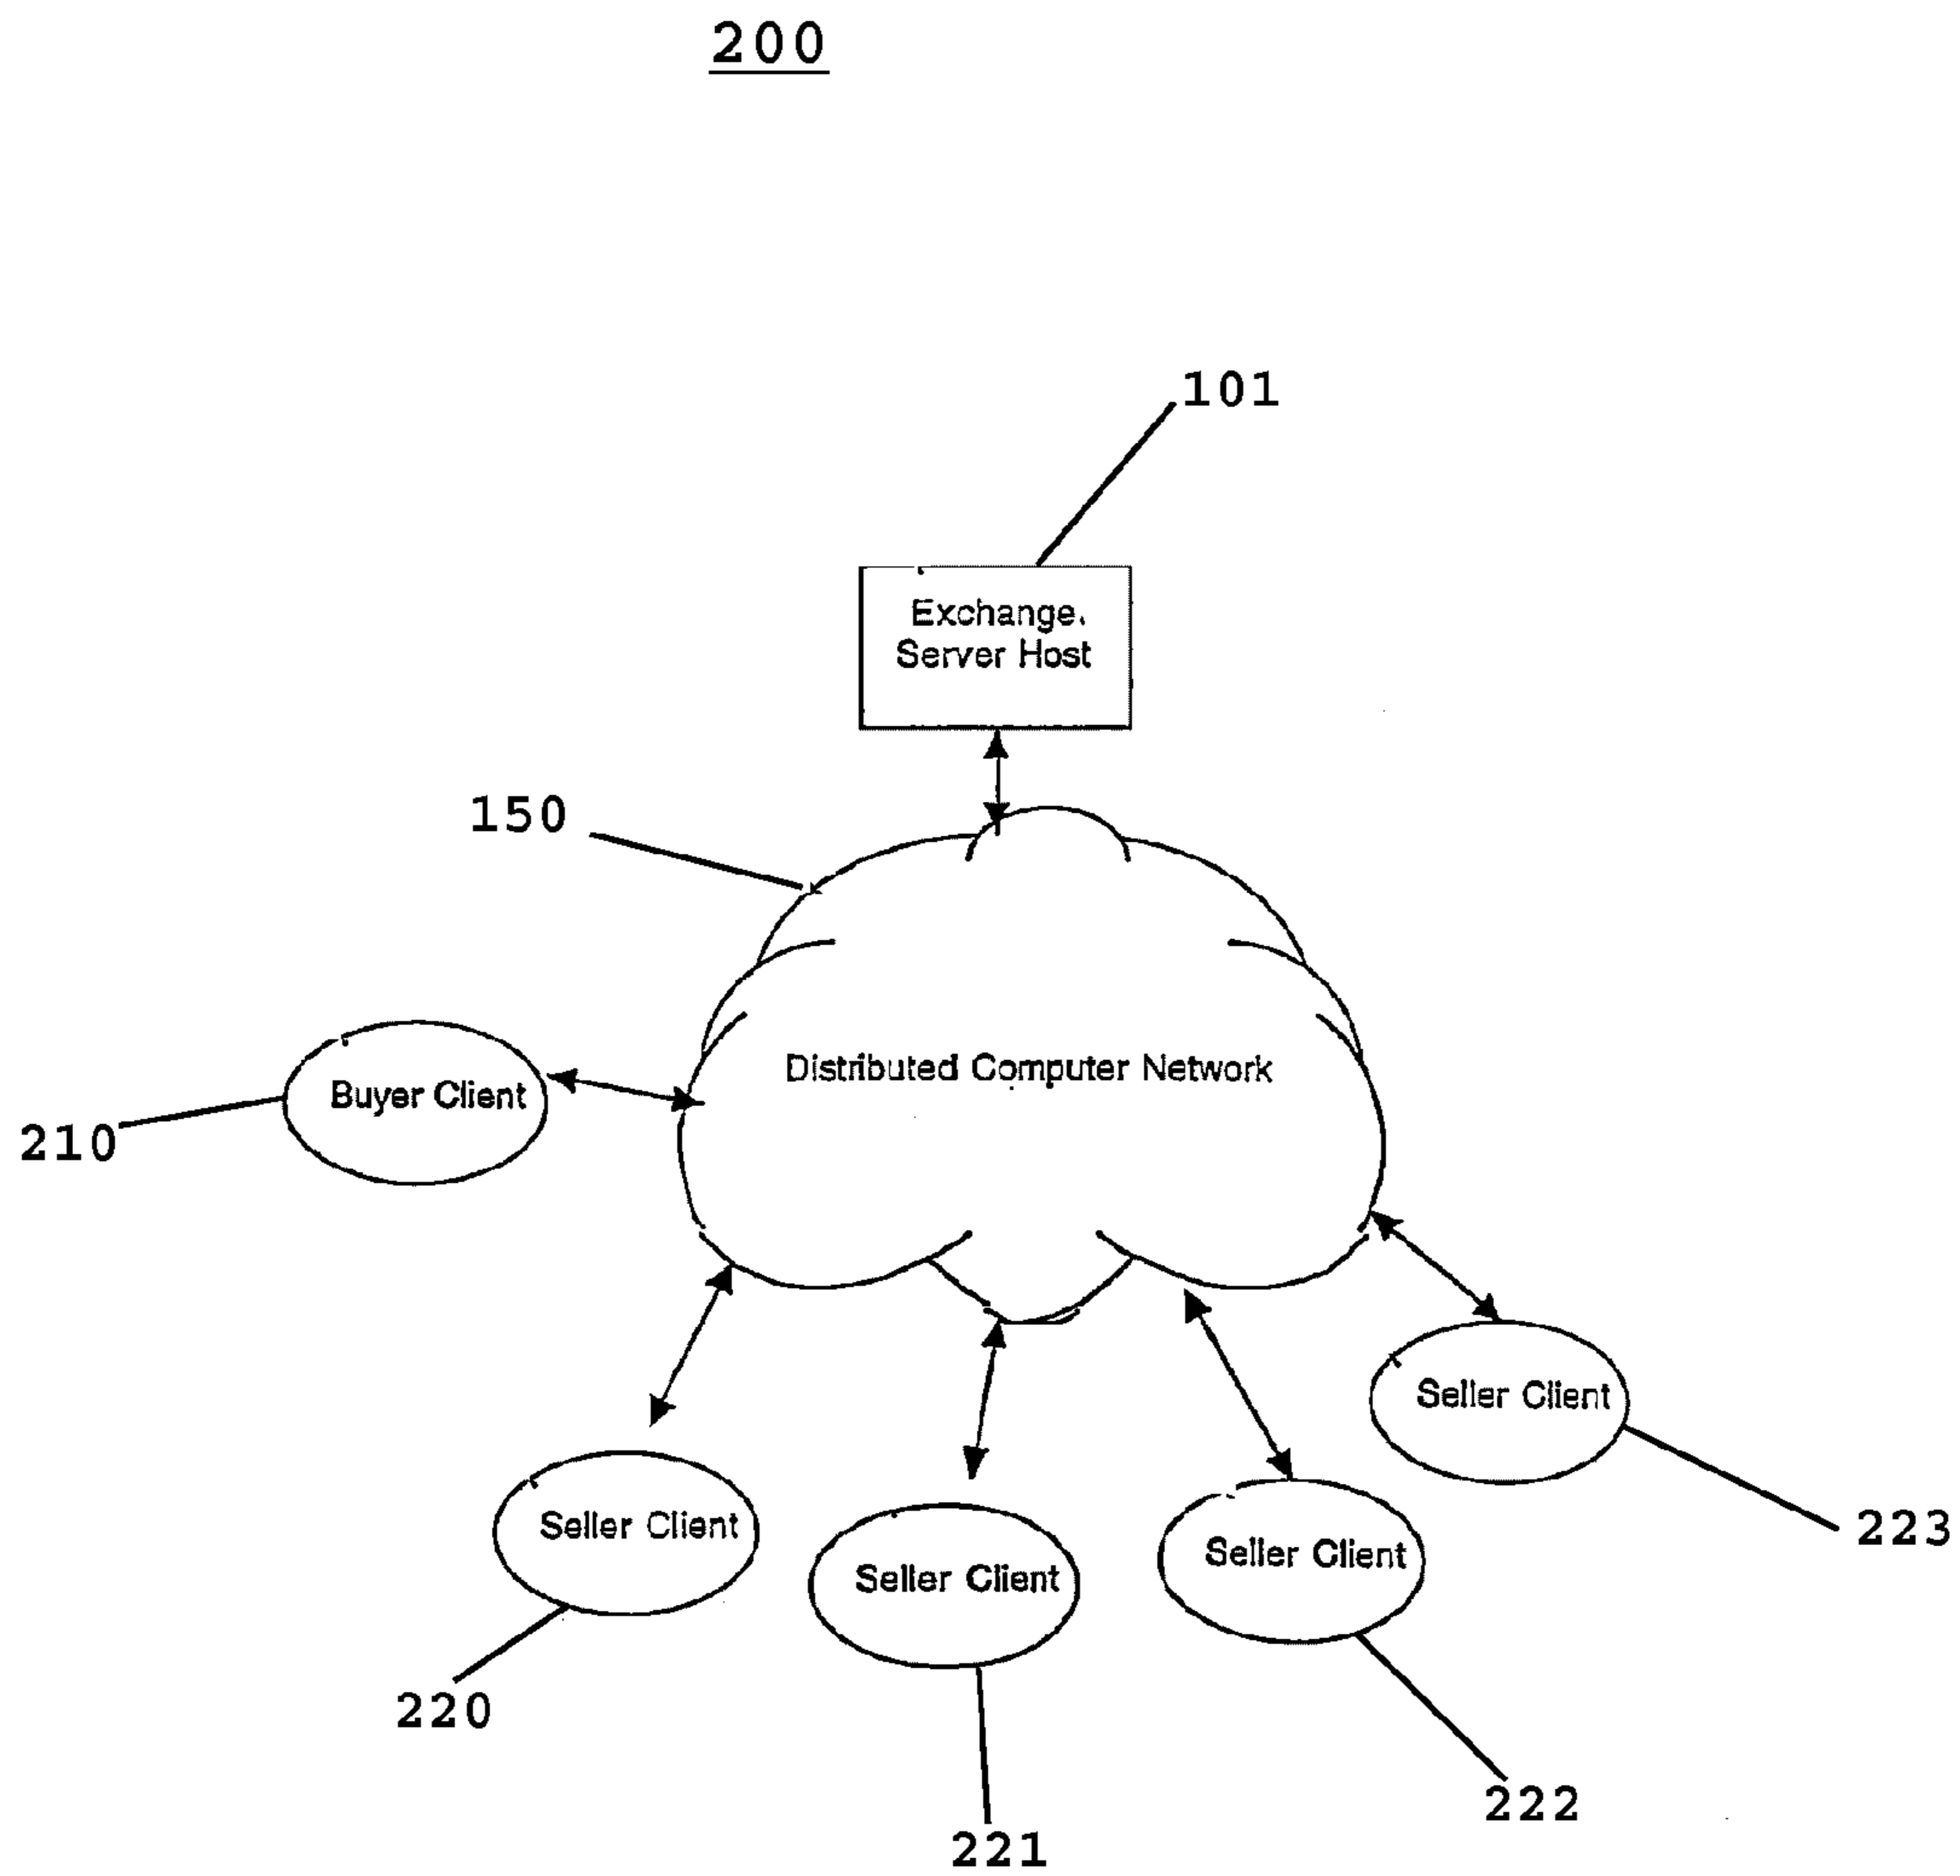 200
101
Exchange
Server Host
150
Distributed Computer Network
Buyer Client
210
Seller Client
223
Seller Client
Seller Client
Seller Client
220
222
221